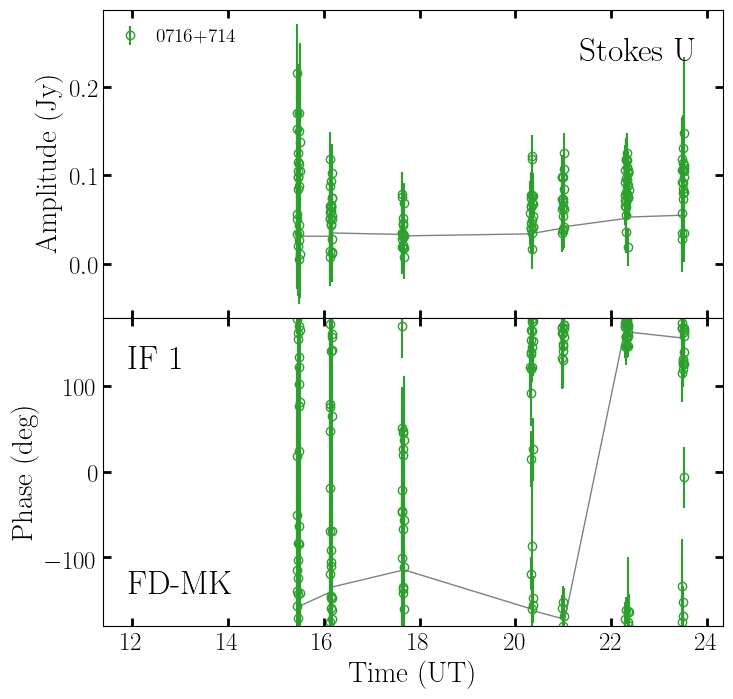 0716+714
Stokes U
0.2
0.1
0.0
Amplitude (Jy)
IF 1
100
0
−100
Phase (deg)
FD-MK
12 14 16 18 20 22 24
Time (UT)